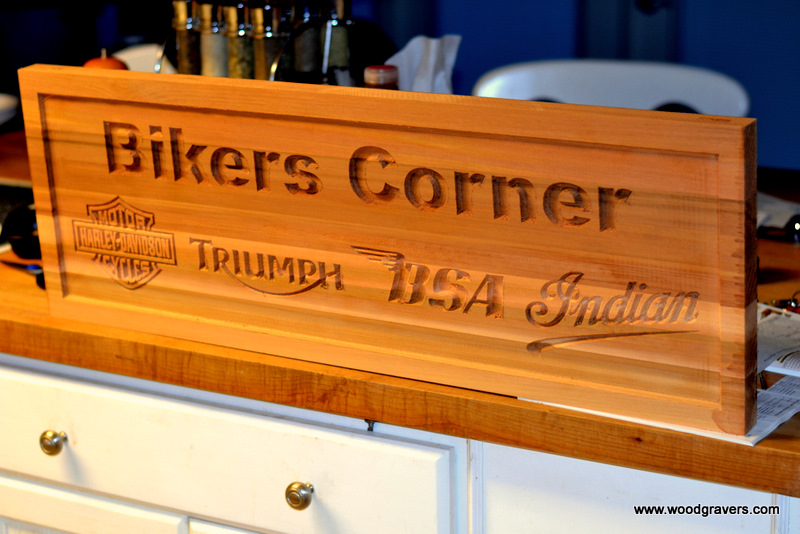 Bikers Corner
MOTOR
HARLEY-DAVIDSON
CYCLES
TRIUMPH
BSA
Indian
www.woodgravers.com